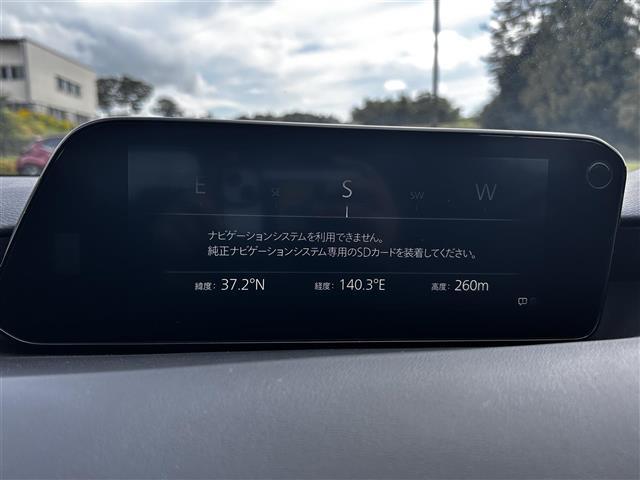 E SE S SW W
ナビゲーションシステムを利用できません。
純正ナビゲーションシステム専用のSDカードを装着してください。
緯度: 37.2°N 経度: 140.3°E 高度: 260m